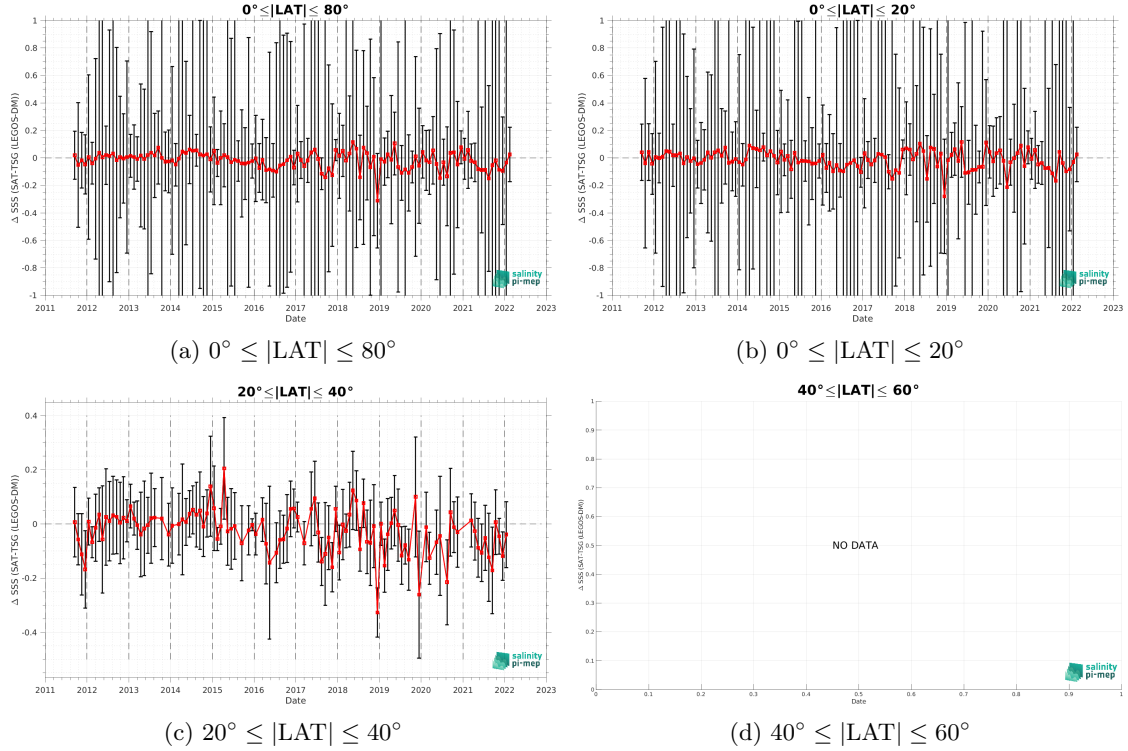 0°≤|LAT|≤ 80°
Δ SSS (SAT-TSG (LEGOS-DM))
1
0.8
0.6
0.4
0.2
0
-0.2
-0.4
-0.6
-0.8
-1
2011 2012 2013 2014 2015 2016 2017 2018 2019 2020 2021 2022 2023
Date
salinity
pi-mep
(a) 0° ≤ |LAT| ≤ 80°
0°≤|LAT|≤ 20°
Δ SSS (SAT-TSG (LEGOS-DM))
1
0.8
0.6
0.4
0.2
0
-0.2
-0.4
-0.6
-0.8
-1
2011 2012 2013 2014 2015 2016 2017 2018 2019 2020 2021 2022 2023
Date
salinity
pi-mep
(b) 0° ≤ |LAT| ≤ 20°
20°≤|LAT|≤ 40°
Δ SSS (SAT-TSG (LEGOS-DM))
0.4
0.2
0
-0.2
-0.4
2011 2012 2013 2014 2015 2016 2017 2018 2019 2020 2021 2022 2023
Date
salinity
pi-mep
(c) 20° ≤ |LAT| ≤ 40°
40°≤|LAT|≤ 60°
Δ SSS (SAT-TSG (LEGOS-DM))
1
0.9
0.8
0.7
0.6
0.5
0.4
0.3
0.2
0.1
0
NO DATA
0 0.1 0.2 0.3 0.4 0.5 0.6 0.7 0.8 0.9 1
Date
salinity
pi-mep
(d) 40° ≤ |LAT| ≤ 60°